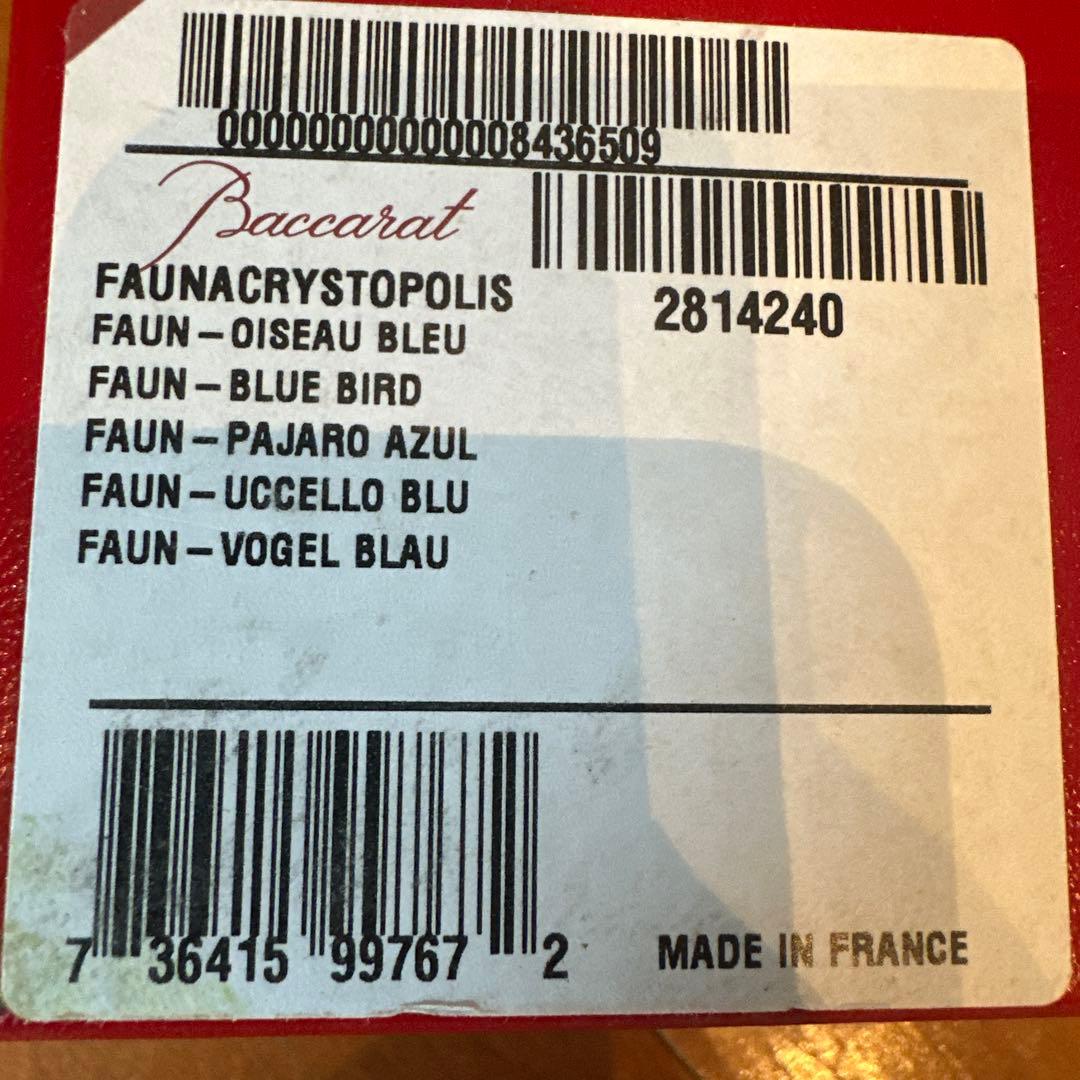 00000000000008436509
Baccarat
2814240
FAUNACRYSTOPOLIS
FAUN-OISEAU BLEU
FAUN-BLUE BIRD
FAUN-PAJARO AZUL
FAUN-UCCELLO BLU
FAUN-VOGEL BLAU
7 36415 99767 2
MADE IN FRANCE